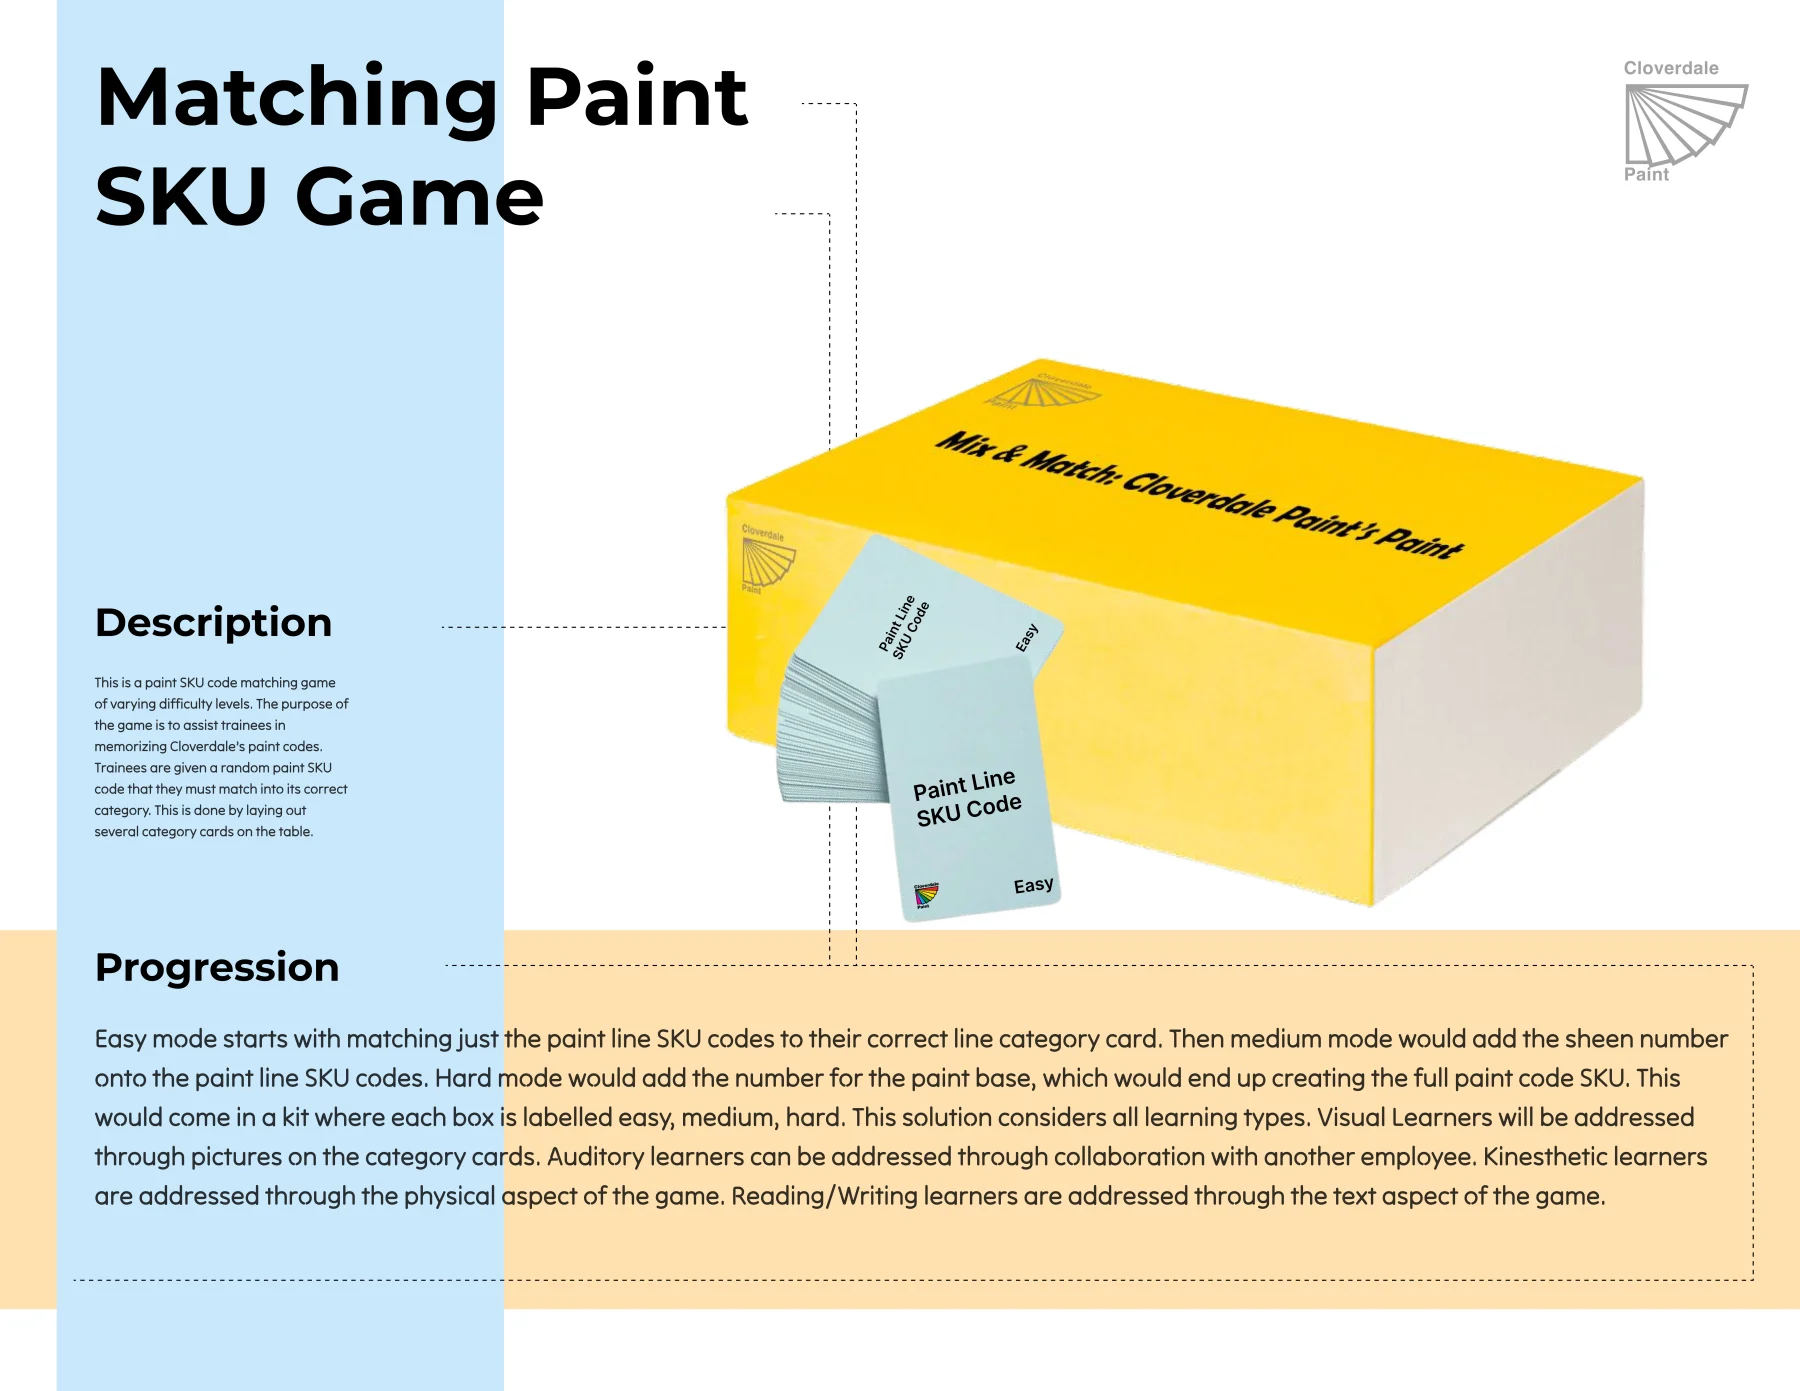 Matching Paint
SKU Game
Cloverdale
Paint
Cloverdale
Paint
Mix & Match: Cloverdale Paint's Paint
Cloverdale
Paint
Paint Line
SKU Code
Easy
Paint Line
SKU Code
Cloverdale
Paint
Easy
Description
This is a paint SKU code matching game
of varying difficulty levels. The purpose of
the game is to assist trainees in
memorizing Cloverdale's paint codes.
Trainees are given a random paint SKU
code that they must match into its correct
category. This is done by laying out
several category cards on the table.
Progression
Easy mode starts with matching just the paint line SKU codes to their correct line category card. Then medium mode would add the sheen number
onto the paint line SKU codes. Hard mode would add the number for the paint base, which would end up creating the full paint code SKU. This
would come in a kit where each box is labelled easy, medium, hard. This solution considers all learning types. Visual Learners will be addressed
through pictures on the category cards. Auditory learners can be addressed through collaboration with another employee. Kinesthetic learners
are addressed through the physical aspect of the game. Reading/Writing learners are addressed through the text aspect of the game.